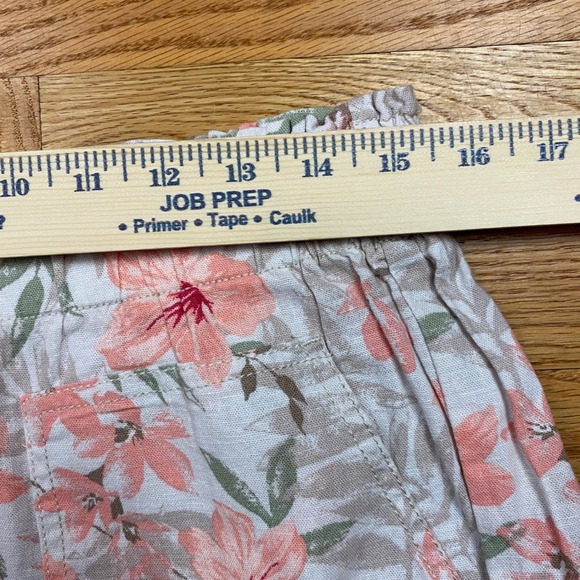 10 11 12 13 14 15 16 17
JOB PREP
• Primer • Tape • Caulk